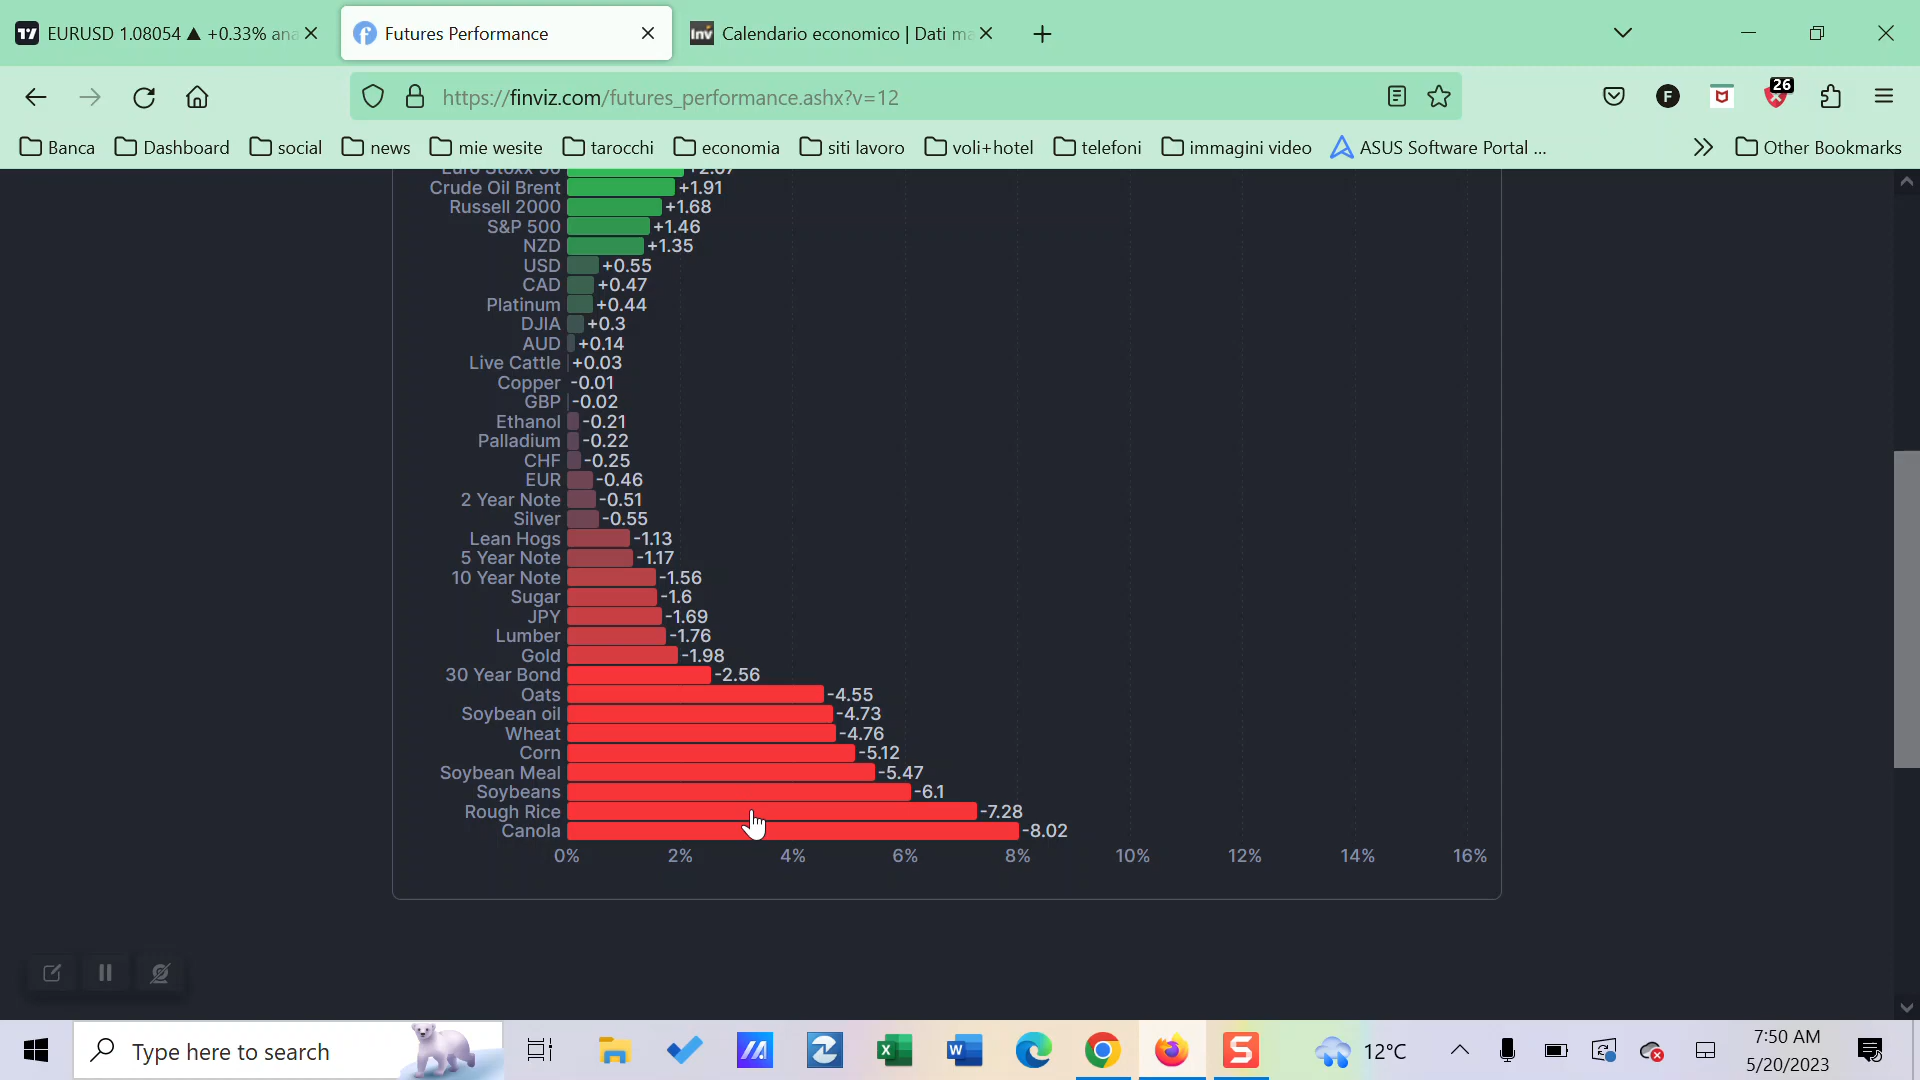 EURUSD 1.08054 ▲ +0.33% ana
Futures Performance
Inv
Calendario economico | Dati ma
https://finviz.com/futures_performance.ashx?v=12
F
26
Banca
Dashboard
social
news
mie wesite
tarocchi
economia
siti lavoro
voli+hotel
telefoni
immagini video
ASUS Software Portal ...
Other Bookmarks
Euro Stoxx 50 +2.07
Crude Oil Brent +1.91
Russell 2000 +1.68
S&P 500 +1.46
NZD +1.35
USD +0.55
CAD +0.47
Platinum +0.44
DJIA +0.3
AUD +0.14
Live Cattle +0.03
Copper -0.01
GBP -0.02
Ethanol -0.21
Palladium -0.22
CHF -0.25
EUR -0.46
2 Year Note -0.51
Silver -0.55
Lean Hogs -1.13
5 Year Note -1.17
10 Year Note -1.56
Sugar -1.6
JPY -1.69
Lumber -1.76
Gold -1.98
30 Year Bond -2.56
Oats -4.55
Soybean oil -4.73
Wheat -4.76
Corn -5.12
Soybean Meal -5.47
Soybeans -6.1
Rough Rice -7.28
Canola -8.02
0% 2% 4% 6% 8% 10% 12% 14% 16%
Type here to search
12°C
7:50 AM
5/20/2023